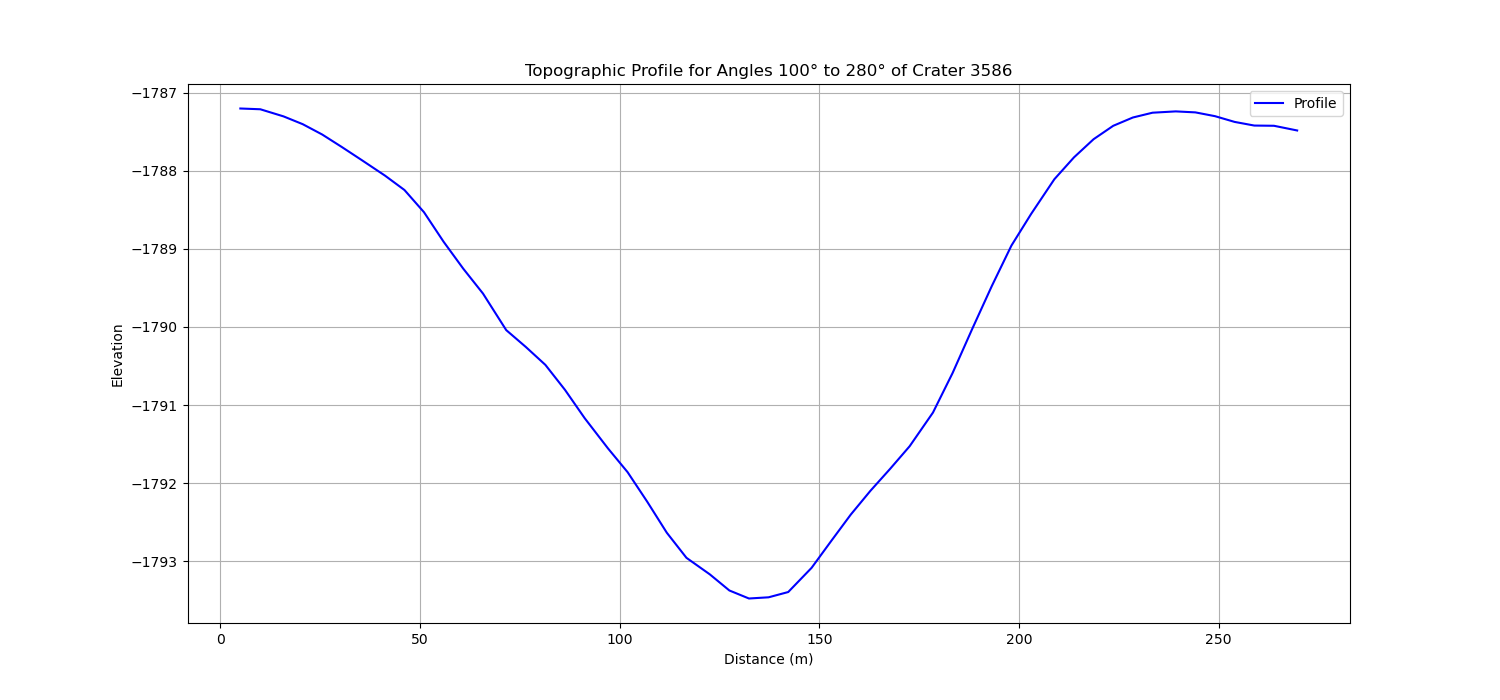 Topographic Profile for Angles 100° to 280° of Crater 3586
Profile
−1787
−1788
−1789
−1790
−1791
−1792
−1793
Elevation
0 50 100 150 200 250
Distance (m)